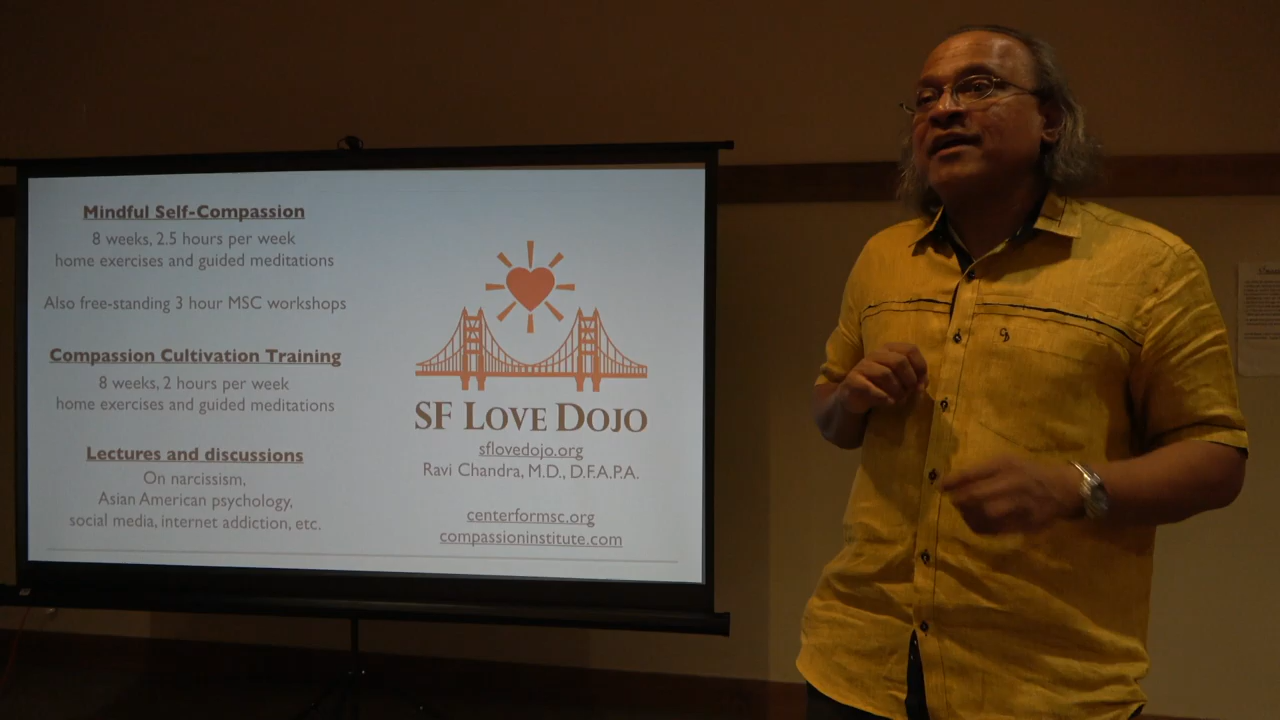 Mindful Self-Compassion
8 weeks, 2.5 hours per week
home exercises and guided meditations
Also free-standing 3 hour MSC workshops
Compassion Cultivation Training
8 weeks, 2 hours per week
home exercises and guided meditations
Lectures and discussions
On narcissism,
Asian American psychology,
social media, internet addiction, etc.
SF LOVE DOJO
sflovedojo.org
Ravi Chandra, M.D., D.F.A.P.A.
centerformsc.org
compassioninstitute.com